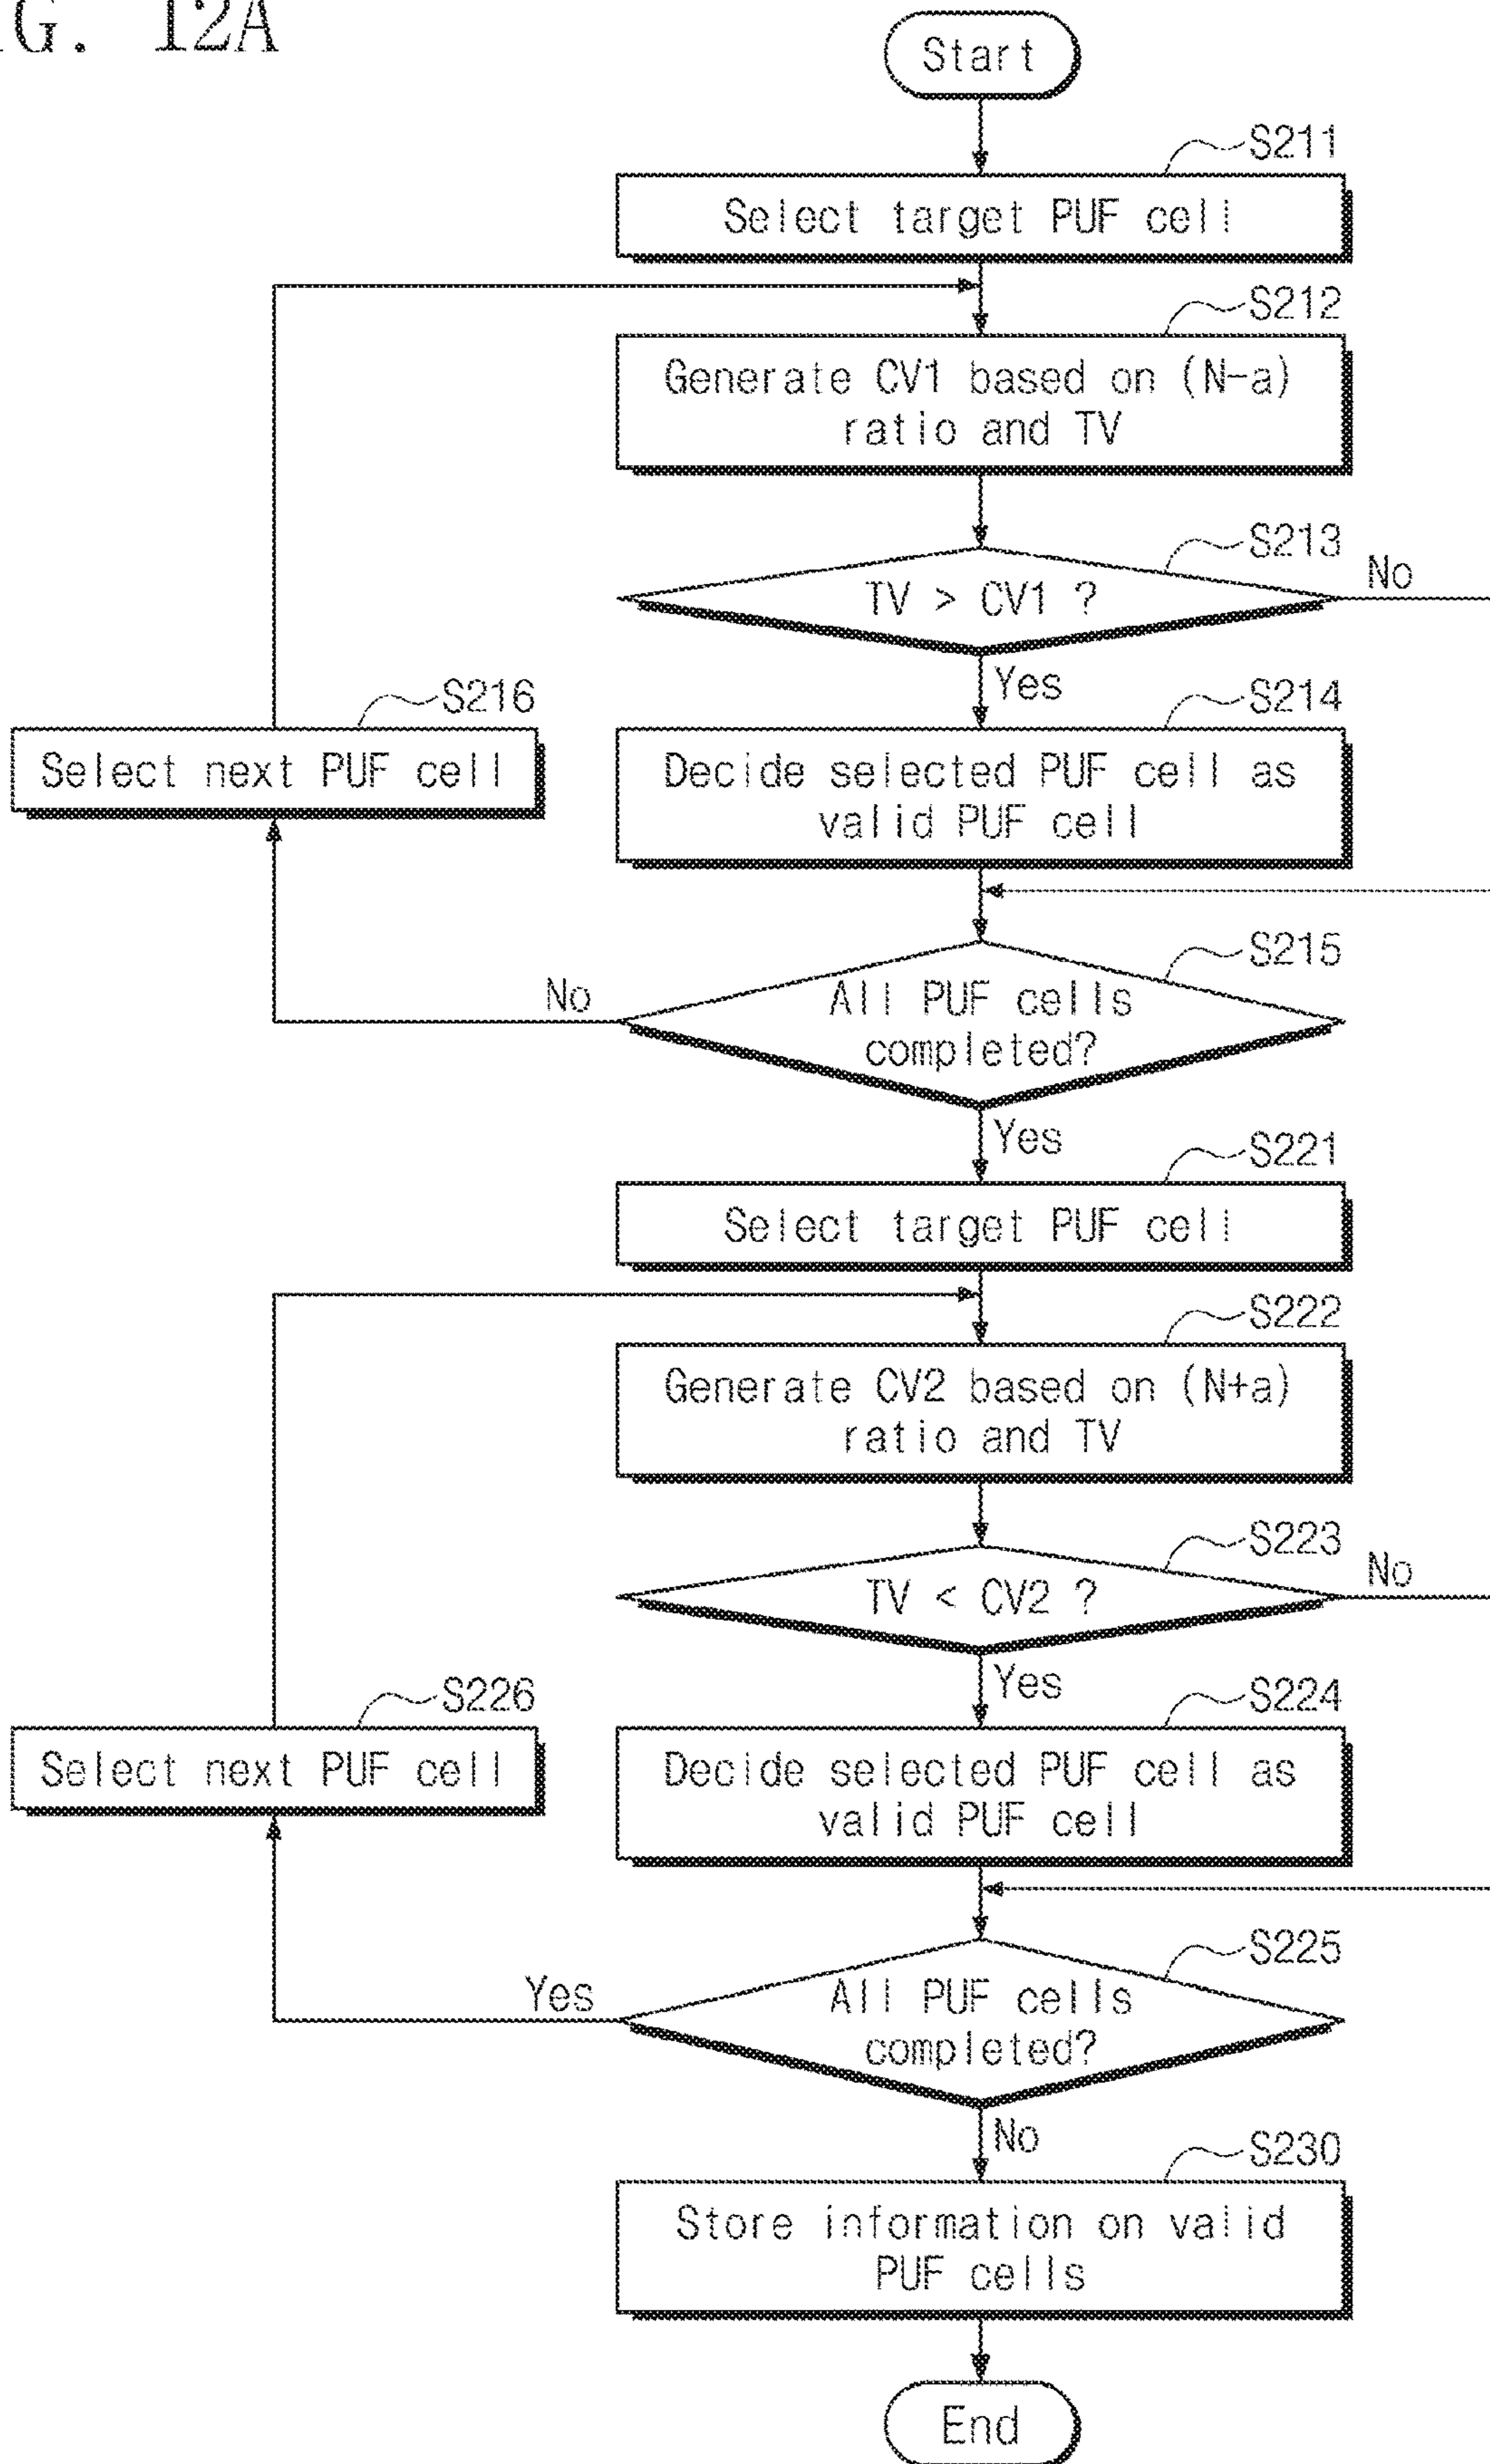 G. 12A
Start
S211
Select target PUF cell
S212
Generate CV1 based on (N-a)
ratio and TV
S213
TV > CV1 ?
No
Yes
S216
Select next PUF cell
S214
Decide selected PUF cell as
valid PUF cell
S215
No
All PUF cells
completed?
Yes
S221
Select target PUF cell
S222
Generate CV2 based on (N+a)
ratio and TV
S223
TV < CV2 ?
No
Yes
S226
Select next PUF cell
S224
Decide selected PUF cell as
valid PUF cell
S225
Yes
All PUF cells
completed?
No
S230
Store information on valid
PUF cells
End